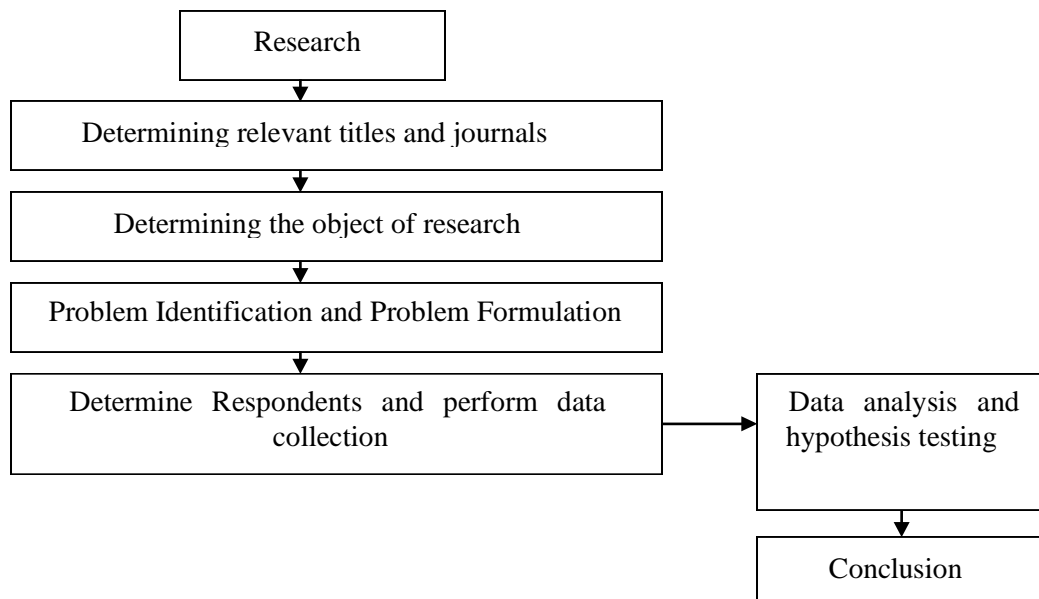 Research
Determining relevant titles and journals
Determining the object of research
Problem Identification and Problem Formulation
Determine Respondents and perform data
collection
Data analysis and
hypothesis testing
Conclusion